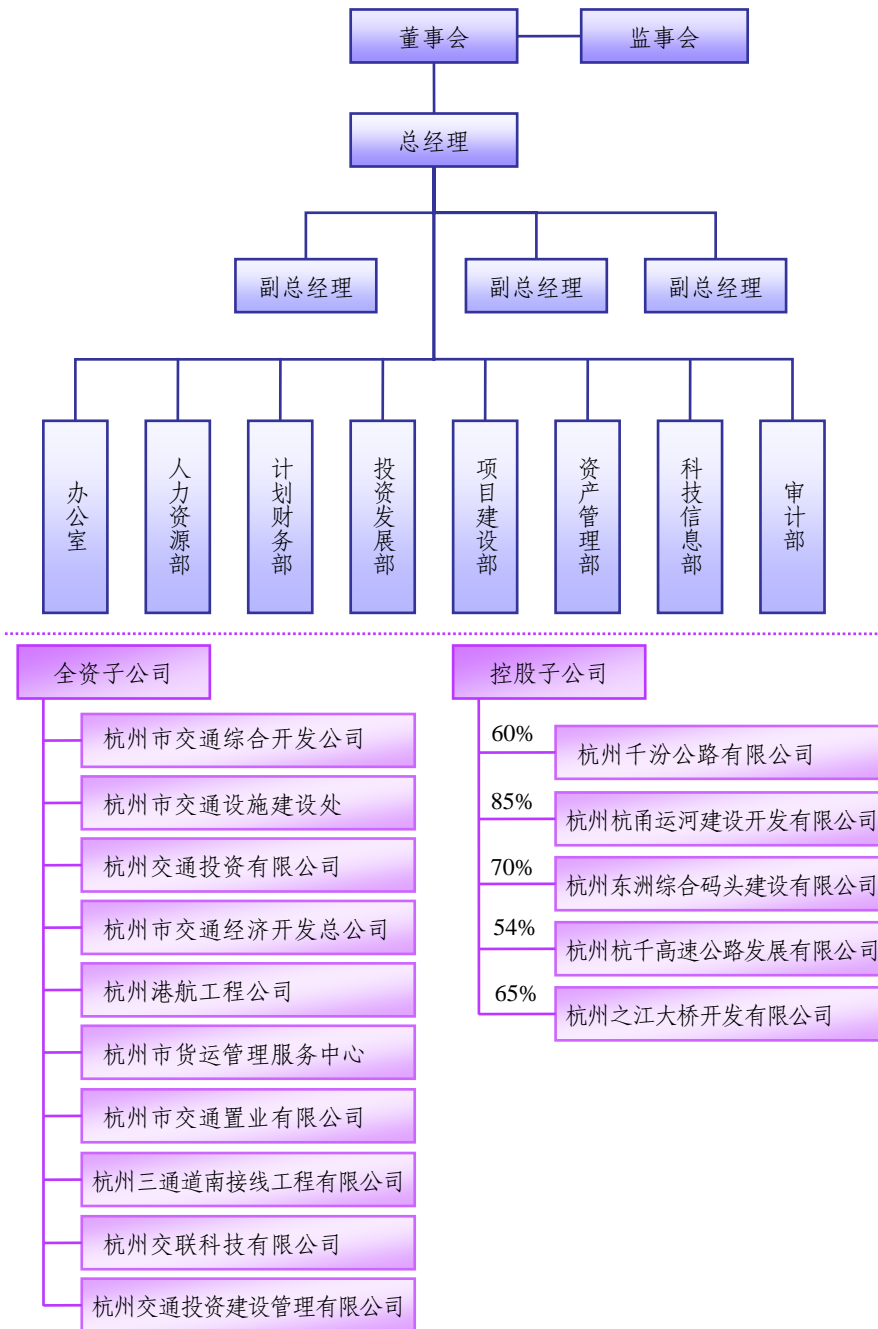 董事会
监事会
总经理
副总经理
副总经理
副总经理
办公室
人力资源部
计划财务部
投资发展部
项目建设部
资产管理部
科技信息部
审计部
全资子公司
杭州市交通综合开发公司
杭州市交通设施建设处
杭州交通投资有限公司
杭州市交通经济开发总公司
杭州港航工程公司
杭州市货运管理服务中心
杭州市交通置业有限公司
杭州三通道南接线工程有限公司
杭州交联科技有限公司
杭州交通投资建设管理有限公司
控股子公司
60%
杭州千汾公路有限公司
85%
杭州杭甬运河建设开发有限公司
70%
杭州东洲综合码头建设有限公司
54%
杭州杭千高速公路发展有限公司
65%
杭州之江大桥开发有限公司